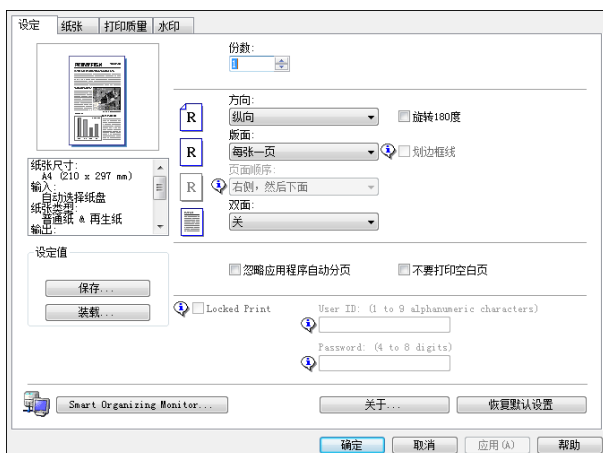 设定 纸张 打印质量 水印
份数:
1
方向:
R 纵向 旋转180度
版面:
R 每张一页 划边框线
页面顺序:
R 右侧，然后下面
双面:
关
纸张尺寸:
A4 (210 x 297 mm)
输入:
自动选择纸盘
纸张类型:
普通纸 & 再生纸
输出:
设定值
保存...
装载...
忽略应用程序自动分页 不要打印空白页
Locked Print User ID: (1 to 9 alphanumeric characters)
Password: (4 to 8 digits)
Smart Organizing Monitor... 关于... 恢复默认设置
确定 取消 应用(A) 帮助